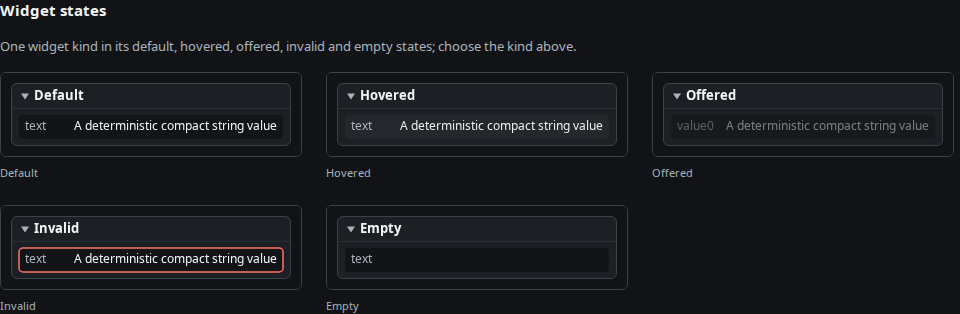 Widget states
One widget kind in its default, hovered, offered, invalid and empty states; choose the kind above.
Default
text A deterministic compact string value
Default
Hovered
text A deterministic compact string value
Hovered
Offered
value0 A deterministic compact string value
Offered
Invalid
text A deterministic compact string value
Invalid
Empty
text
Empty